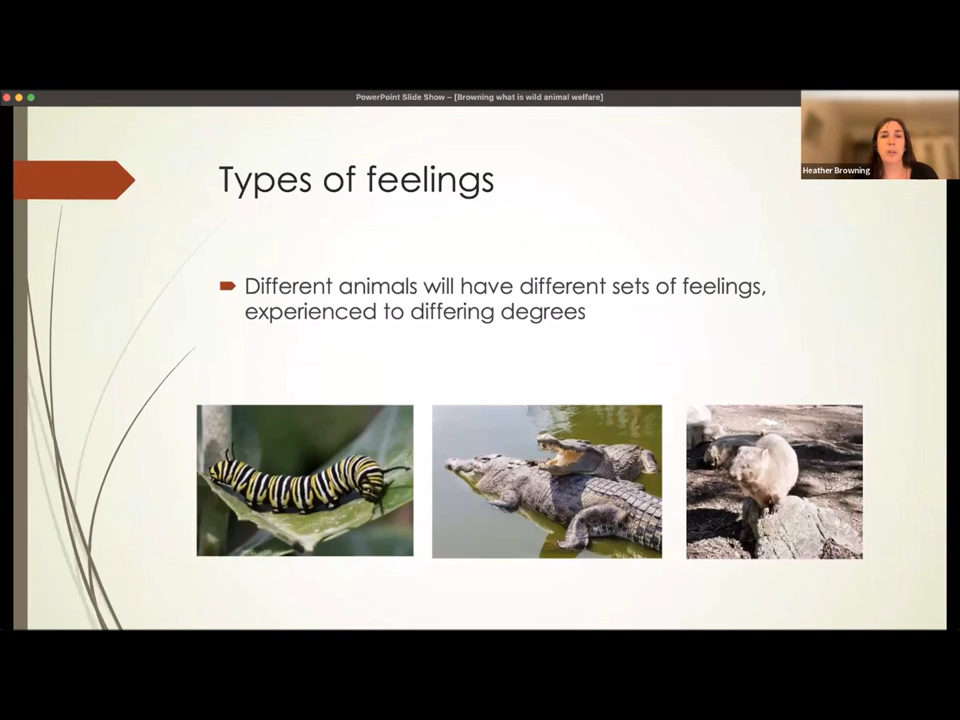 PowerPoint Slide Show – [Browning what is wild animal welfare]
Heather Browning
Types of feelings
Different animals will have different sets of feelings,
experienced to differing degrees